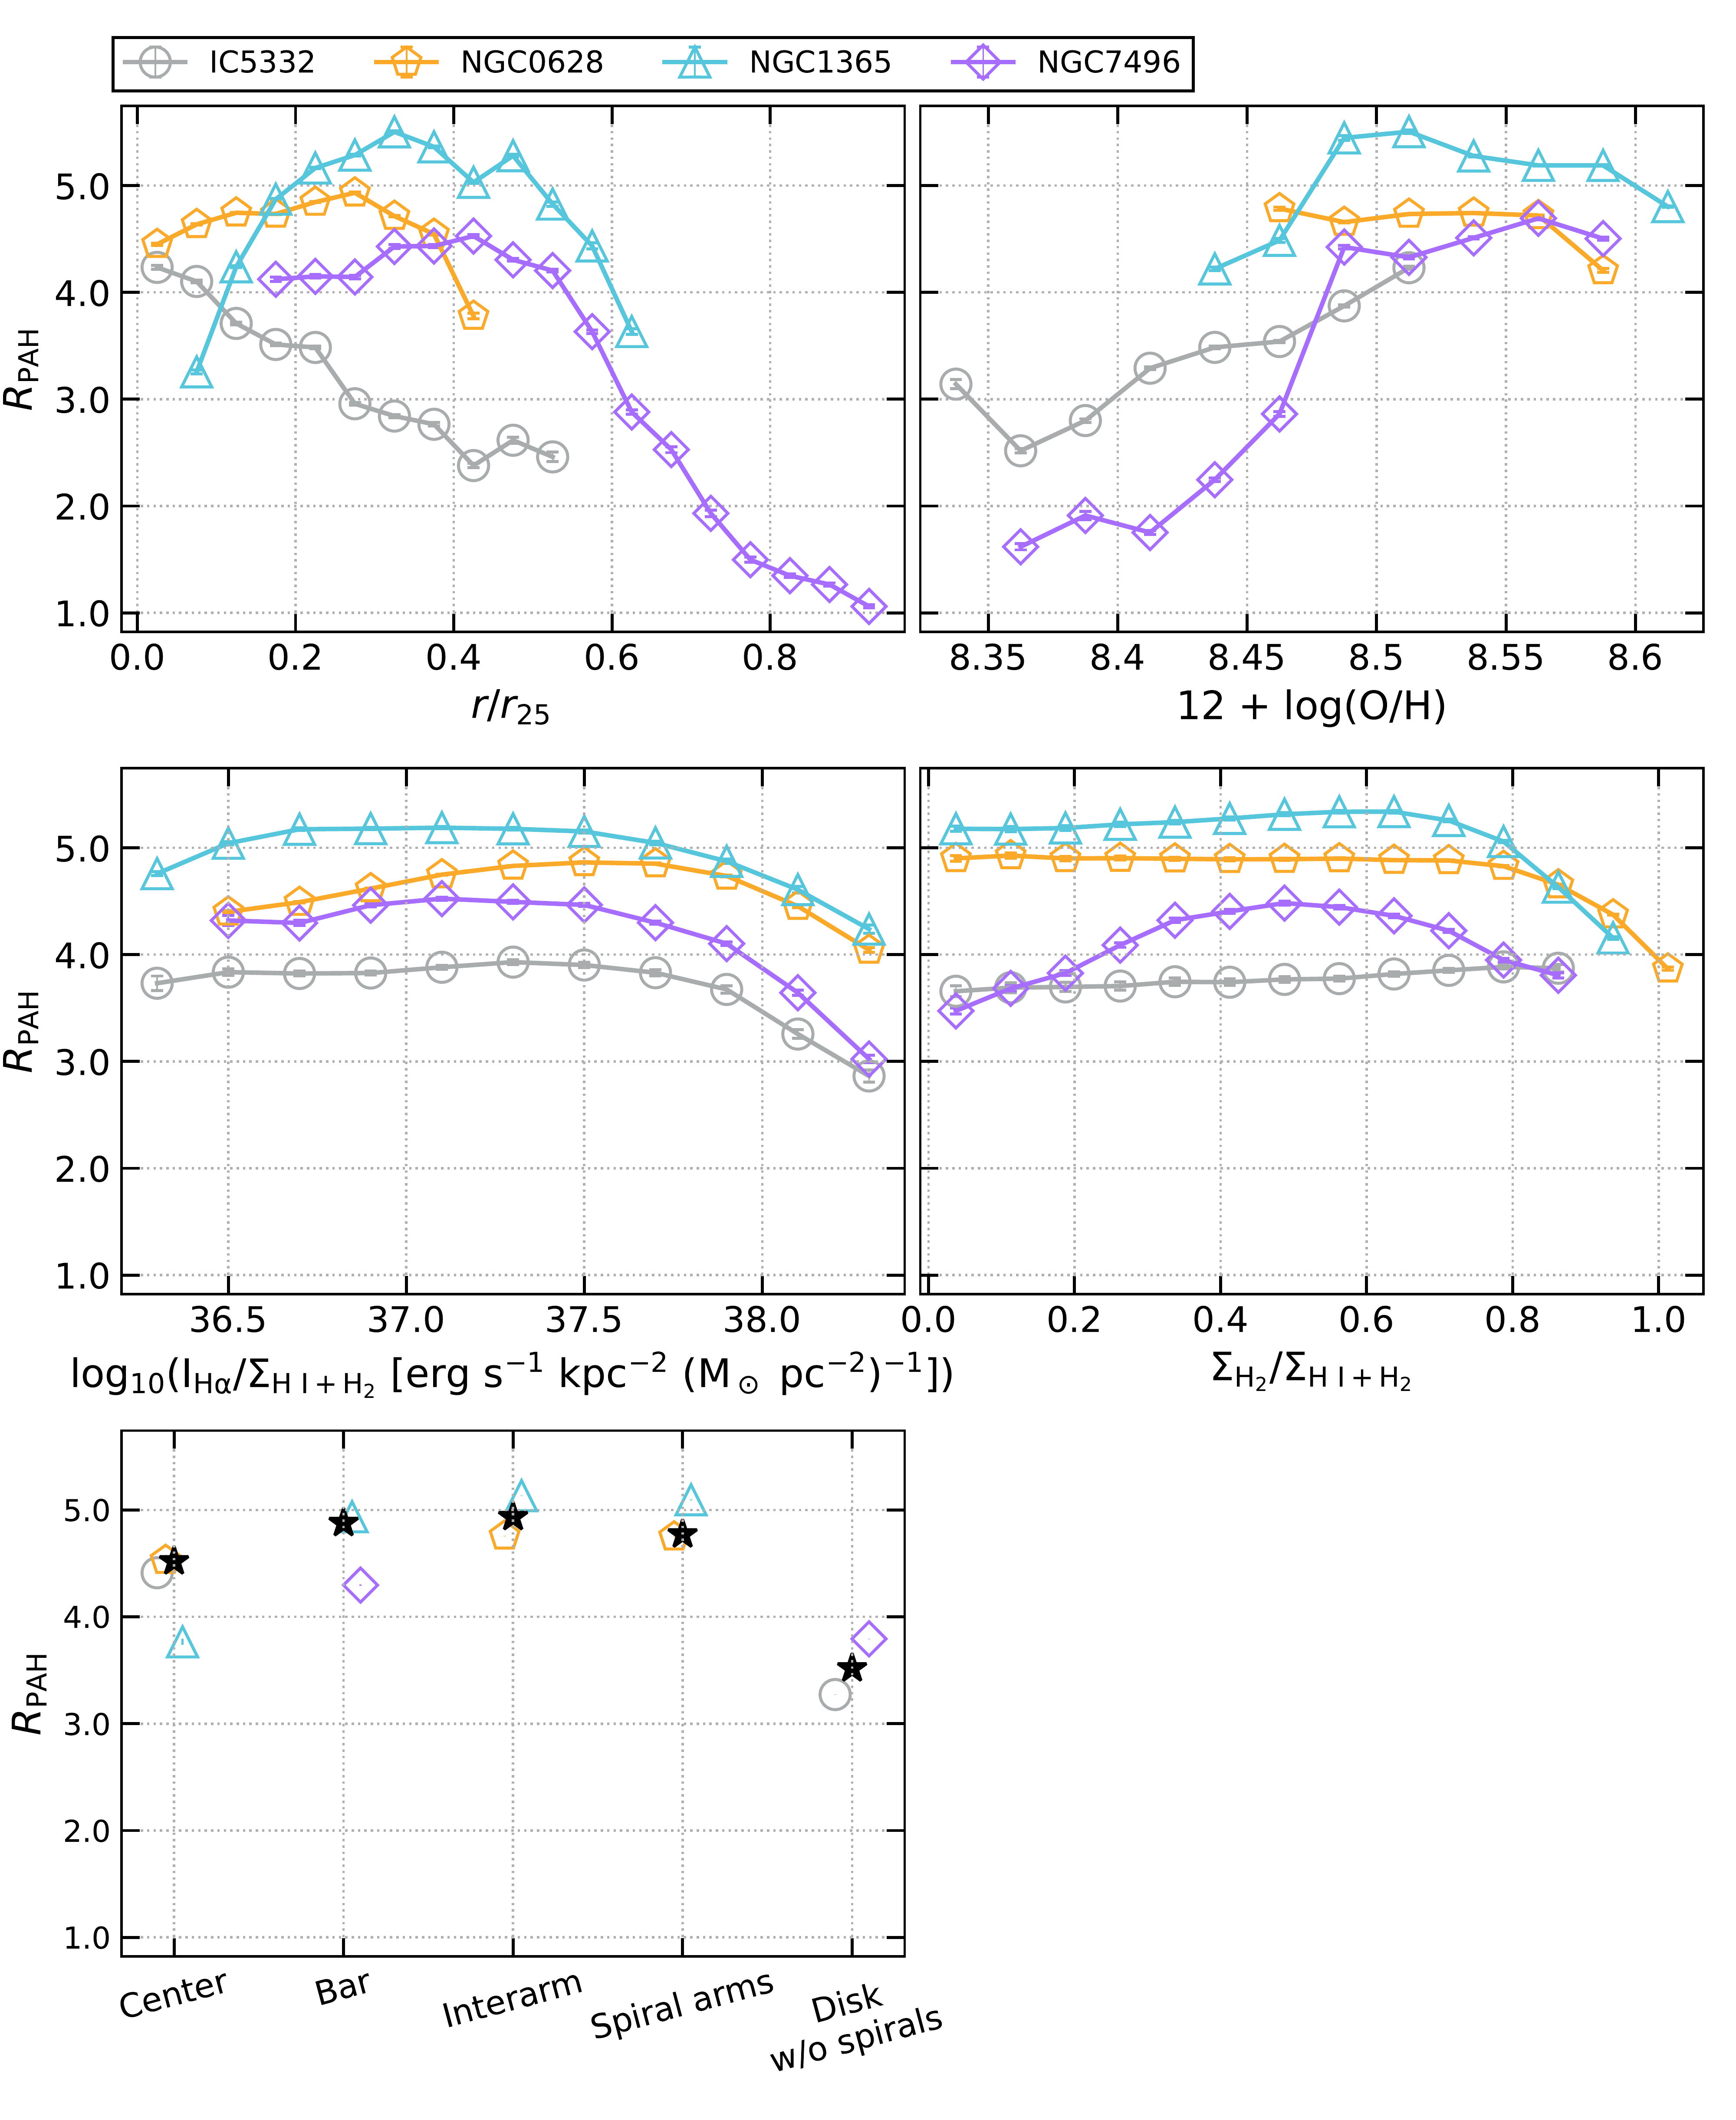 IC5332 NGC0628 NGC1365 NGC7496
5.0
4.0
3.0
2.0
1.0
R_PAH
0.0 0.2 0.4 0.6 0.8
r/r₂₅
8.35 8.4 8.45 8.5 8.55 8.6
12 + log(O/H)
5.0
4.0
3.0
2.0
1.0
R_PAH
36.5 37.0 37.5 38.0
log₁₀(I_Hα/Σ_H I + H₂ [erg s⁻¹ kpc⁻² (M⊙ pc⁻²)⁻¹])
0.0 0.2 0.4 0.6 0.8 1.0
Σ_H₂/Σ_H I + H₂
5.0
4.0
3.0
2.0
1.0
R_PAH
Center Bar Interarm Spiral arms Disk
w/o spirals